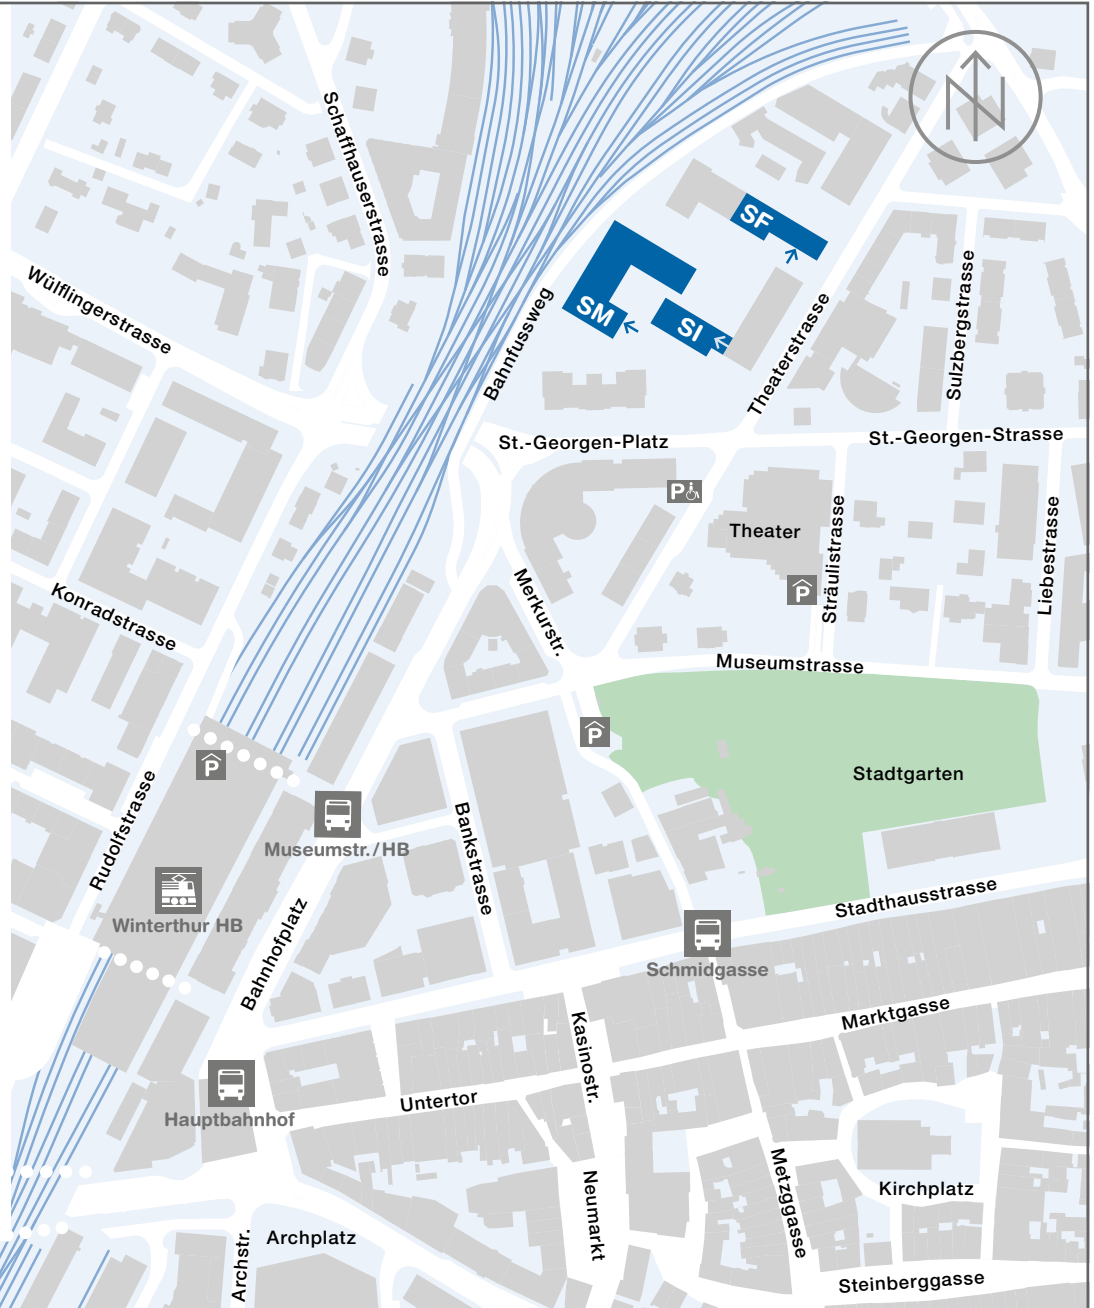 N
Schaffhauserstrasse
SF
Wülflingerstrasse
SM
SI
Bahnfussweg
Theaterstrasse
Sulzbergstrasse
St.-Georgen-Platz
St.-Georgen-Strasse
P
Theater
Sträulistrasse
Liebestrasse
P
Konradstrasse
Merkurstr.
Museumstrasse
P
P
Stadtgarten
Rudolfstrasse
Museumstr./HB
Bankstrasse
Stadthausstrasse
Winterthur HB
Bahnhofplatz
Schmidgasse
Marktgasse
Kasinostr.
Untertor
Hauptbahnhof
Neumarkt
Metzggasse
Kirchplatz
Archstr.
Archplatz
Steinberggasse